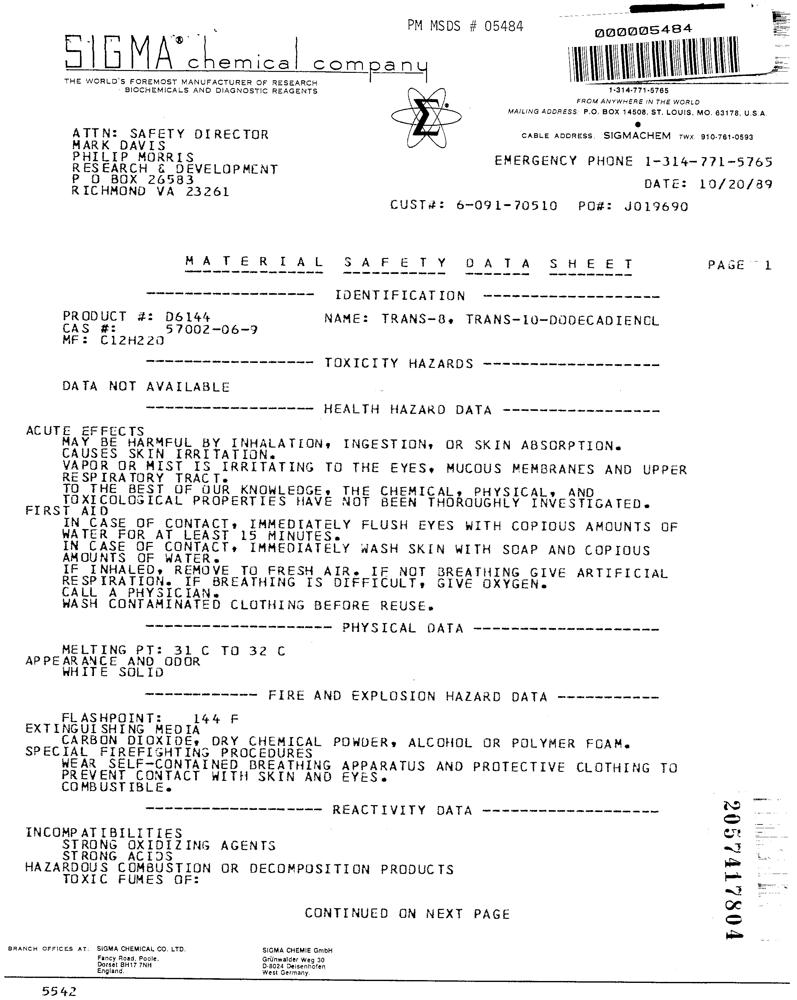 PM MSDS # 05484
000005484
SIGMA® chemical company
THE WORLD'S FOREMOST MANUFACTURER OF RESEARCH
BIOCHEMICALS AND DIAGNOSTIC REAGENTS
Σ
1-314-771-5765
FROM ANYWHERE IN THE WORLD
MAILING ADDRESS P.O. BOX 14508, ST. LOUIS, MO. 63178, U.S.A.
CABLE ADDRESS. SIGMACHEM TWX 910-761-0593
ATTN: SAFETY DIRECTOR
MARK DAVIS
PHILIP MORRIS
RESEARCH & DEVELOPMENT
P O BOX 26583
RICHMOND VA 23261
EMERGENCY PHONE 1-314-771-5765
DATE: 10/20/89
CUST#: 6-091-70510 PO#: J019690
MATERIAL SAFETY DATA SHEET PAGE 1
------------------ IDENTIFICATION -------------------
PRODUCT #: D6144 NAME: TRANS-8, TRANS-10-DODECADIENOL
CAS #: 57002-06-9
MF: C12H22O
------------------ TOXICITY HAZARDS -------------------
DATA NOT AVAILABLE
------------------ HEALTH HAZARD DATA -----------------
ACUTE EFFECTS
MAY BE HARMFUL BY INHALATION, INGESTION, OR SKIN ABSORPTION.
CAUSES SKIN IRRITATION.
VAPOR OR MIST IS IRRITATING TO THE EYES, MUCOUS MEMBRANES AND UPPER
RESPIRATORY TRACT.
TO THE BEST OF OUR KNOWLEDGE, THE CHEMICAL, PHYSICAL, AND
TOXICOLOGICAL PROPERTIES HAVE NOT BEEN THOROUGHLY INVESTIGATED.
FIRST AID
IN CASE OF CONTACT, IMMEDIATELY FLUSH EYES WITH COPIOUS AMOUNTS OF
WATER FOR AT LEAST 15 MINUTES.
IN CASE OF CONTACT, IMMEDIATELY WASH SKIN WITH SOAP AND COPIOUS
AMOUNTS OF WATER.
IF INHALED, REMOVE TO FRESH AIR. IF NOT BREATHING GIVE ARTIFICIAL
RESPIRATION. IF BREATHING IS DIFFICULT, GIVE OXYGEN.
CALL A PHYSICIAN.
WASH CONTAMINATED CLOTHING BEFORE REUSE.
-------------------- PHYSICAL DATA --------------------
MELTING PT: 31 C TO 32 C
APPEARANCE AND ODOR
WHITE SOLID
------------ FIRE AND EXPLOSION HAZARD DATA -----------
FLASHPOINT: 144 F
EXTINGUISHING MEDIA
CARBON DIOXIDE, DRY CHEMICAL POWDER, ALCOHOL OR POLYMER FOAM.
SPECIAL FIREFIGHTING PROCEDURES
WEAR SELF-CONTAINED BREATHING APPARATUS AND PROTECTIVE CLOTHING TO
PREVENT CONTACT WITH SKIN AND EYES.
COMBUSTIBLE.
------------------- REACTIVITY DATA -------------------
INCOMPATIBILITIES
STRONG OXIDIZING AGENTS
STRONG ACIDS
HAZARDOUS COMBUSTION OR DECOMPOSITION PRODUCTS
TOXIC FUMES OF:
CONTINUED ON NEXT PAGE
2057417804
BRANCH OFFICES AT: SIGMA CHEMICAL CO. LTD.
Fancy Road, Poole.
Dorset BH17 7NH
England.
SIGMA CHEMIE GmbH
Grünwalder Weg 30
D-8024 Deisenhofen
West Germany.
5542